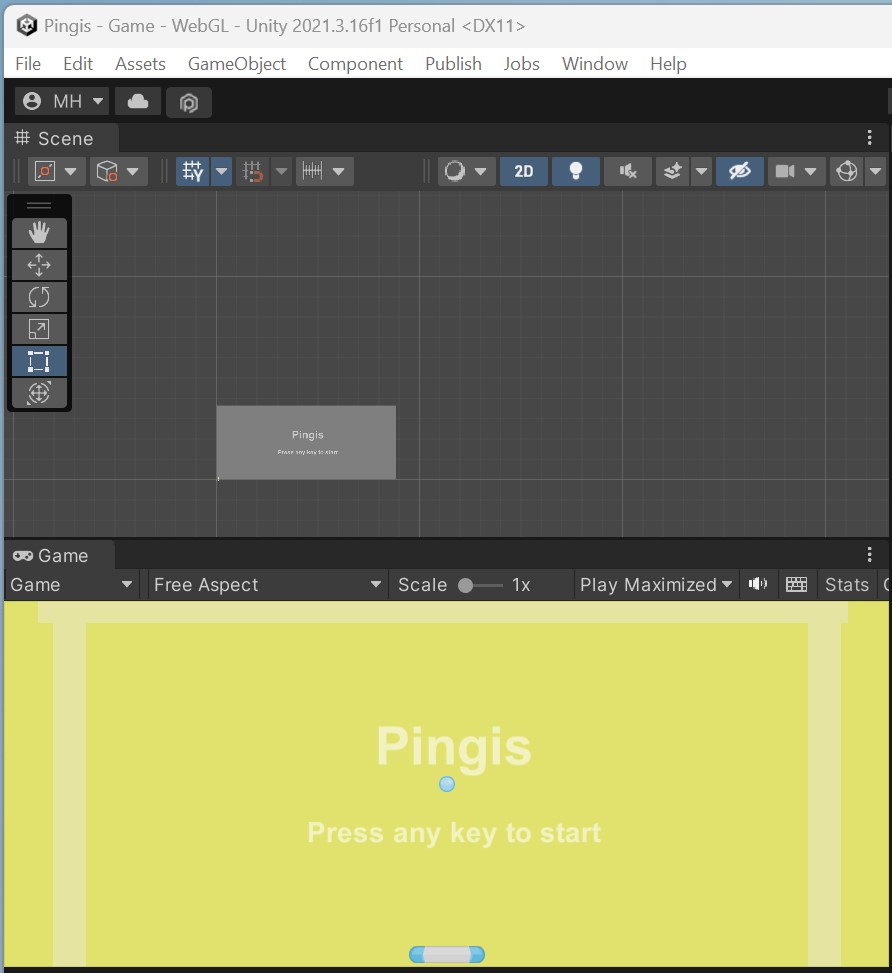 Pingis - Game - WebGL - Unity 2021.3.16f1 Personal <DX11>
File Edit Assets GameObject Component Publish Jobs Window Help
MH
Scene
2D
Pingis
Press any key to start
Game
Game Free Aspect Scale 1x Play Maximized Stats
Pingis
Press any key to start